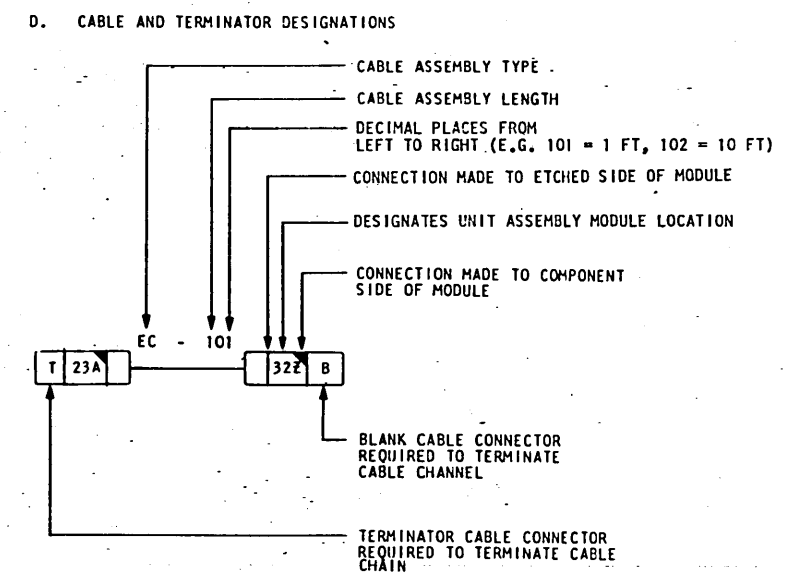 D. CABLE AND TERMINATOR DESIGNATIONS
CABLE ASSEMBLY TYPE
CABLE ASSEMBLY LENGTH
DECIMAL PLACES FROM
LEFT TO RIGHT (E.G. 101 = 1 FT, 102 = 10 FT)
CONNECTION MADE TO ETCHED SIDE OF MODULE
DESIGNATES UNIT ASSEMBLY MODULE LOCATION
CONNECTION MADE TO COMPONENT
SIDE OF MODULE
EC - 101
T 23A 32Z B
BLANK CABLE CONNECTOR
REQUIRED TO TERMINATE
CABLE CHANNEL
TERMINATOR CABLE CONNECTOR
REQUIRED TO TERMINATE CABLE
CHAIN